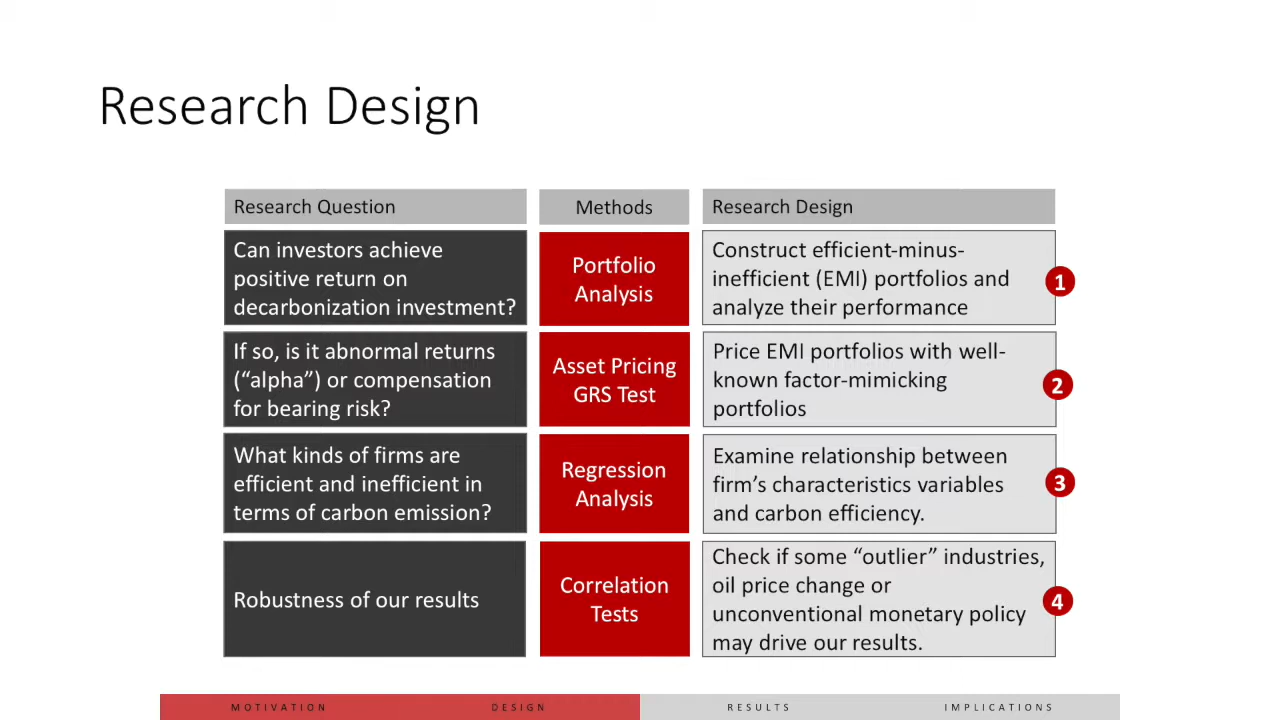 Research Design
Research Question
Methods
Research Design
Can investors achieve
positive return on
decarbonization investment?
Portfolio
Analysis
Construct efficient-minus-
inefficient (EMI) portfolios and
analyze their performance
1
If so, is it abnormal returns
(“alpha”) or compensation
for bearing risk?
Asset Pricing
GRS Test
Price EMI portfolios with well-
known factor-mimicking
portfolios
2
What kinds of firms are
efficient and inefficient in
terms of carbon emission?
Regression
Analysis
Examine relationship between
firm’s characteristics variables
and carbon efficiency.
3
Robustness of our results
Correlation
Tests
Check if some “outlier” industries,
oil price change or
unconventional monetary policy
may drive our results.
4
MOTIVATION
DESIGN
RESULTS
IMPLICATIONS